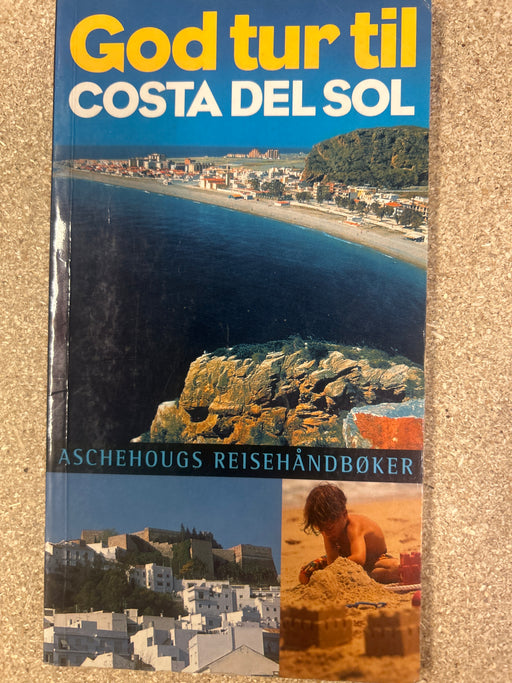 God tur til
COSTA DEL SOL
ASCHEHOUGS REISEHÅNDBØKER